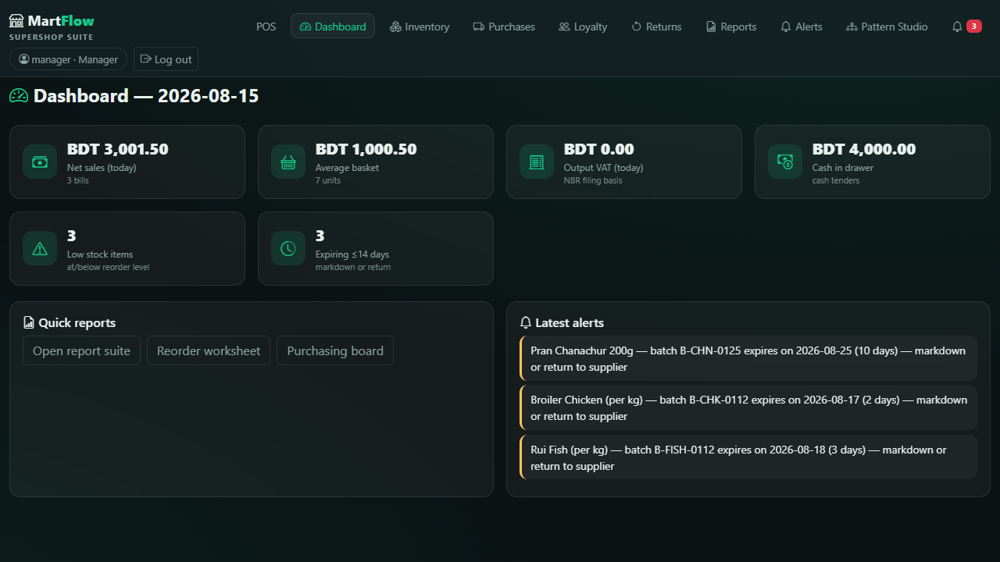 MartFlow
SUPERSHOP SUITE
POS
Dashboard
Inventory
Purchases
Loyalty
Returns
Reports
Alerts
Pattern Studio
3
manager · Manager
Log out
Dashboard — 2026-08-15
BDT 3,001.50
Net sales (today)
3 bills
BDT 1,000.50
Average basket
7 units
BDT 0.00
Output VAT (today)
NBR filing basis
BDT 4,000.00
Cash in drawer
cash tenders
3
Low stock items
at/below reorder level
3
Expiring ≤14 days
markdown or return
Quick reports
Open report suite
Reorder worksheet
Purchasing board
Latest alerts
Pran Chanachur 200g — batch B-CHN-0125 expires on 2026-08-25 (10 days) — markdown
or return to supplier
Broiler Chicken (per kg) — batch B-CHK-0112 expires on 2026-08-17 (2 days) — markdown
or return to supplier
Rui Fish (per kg) — batch B-FISH-0112 expires on 2026-08-18 (3 days) — markdown or
return to supplier